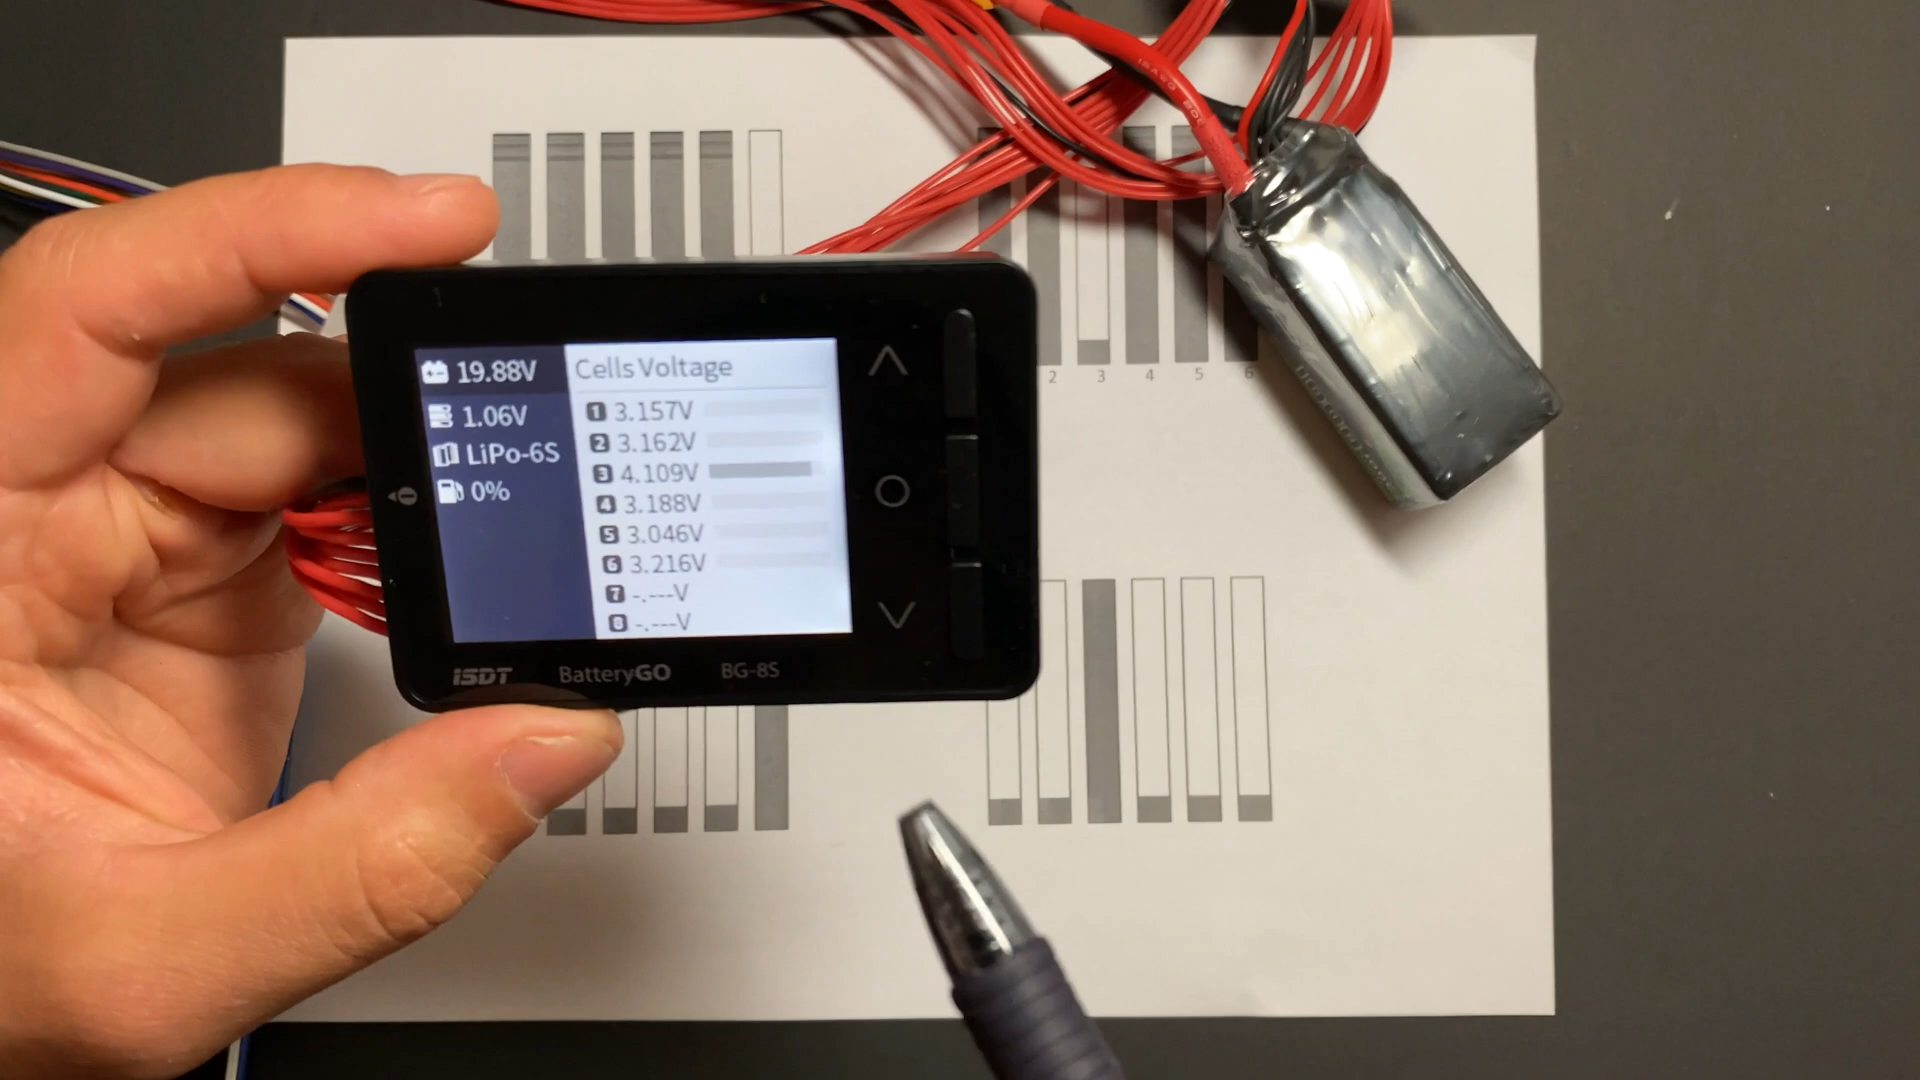 19.88V
1.06V
LiPo-6S
0%
Cells Voltage
1 3.157V
2 3.162V
3 4.109V
4 3.188V
5 3.046V
6 3.216V
7 -.---V
8 -.---V
iSDT BatteryGO BG-8S
2 3 4 5 6